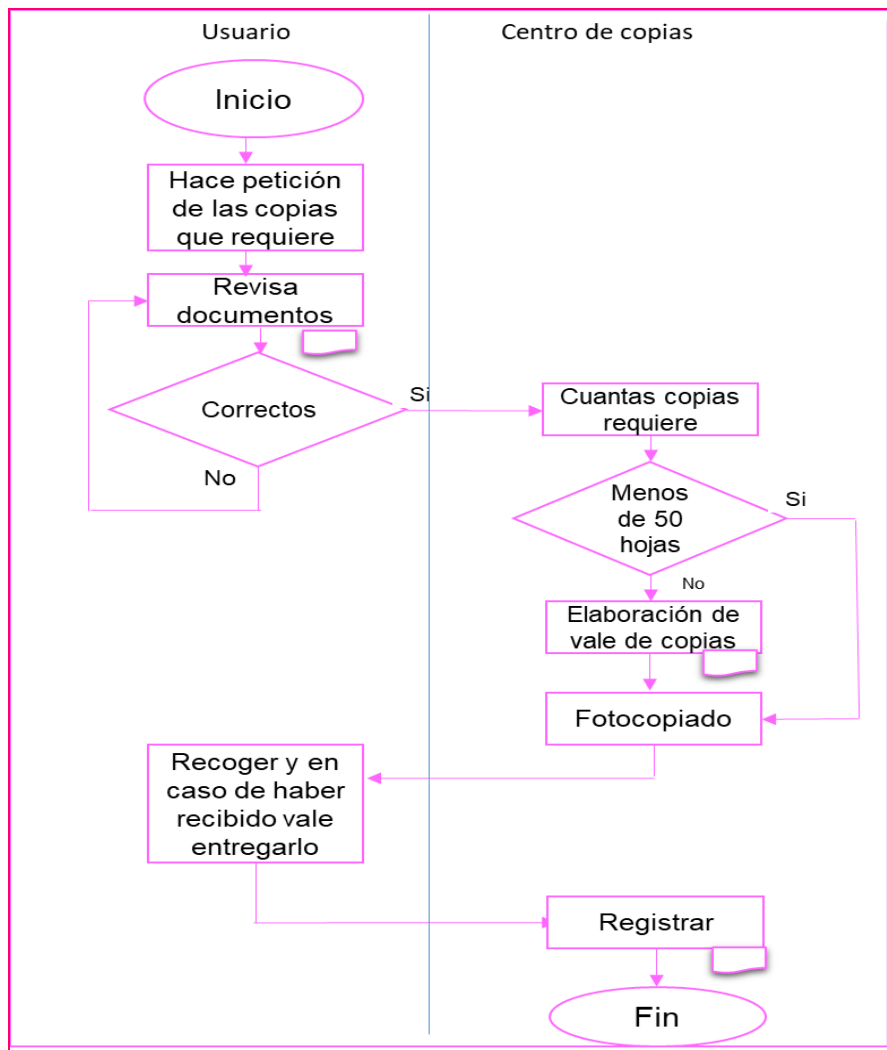 Usuario
Centro de copias
Inicio
Hace petición
de las copias
que requiere
Revisa
documentos
Correctos
Si
No
Cuantas copias
requiere
Menos
de 50
hojas
Si
No
Elaboración de
vale de copias
Fotocopiado
Recoger y en
caso de haber
recibido vale
entregarlo
Registrar
Fin